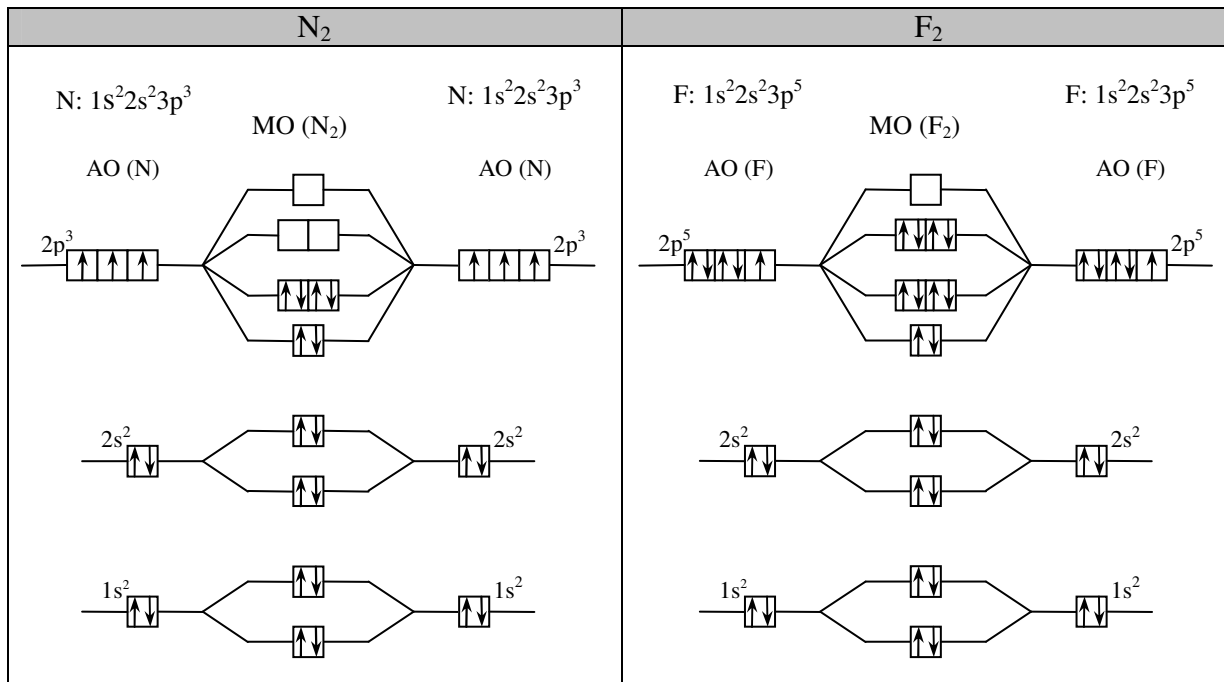 N₂ F₂
N: 1s²2s²3p³ N: 1s²2s²3p³ F: 1s²2s²3p⁵ F: 1s²2s²3p⁵
MO (N₂) MO (F₂)
AO (N) AO (N) AO (F) AO (F)
2p³ 2p³ 2p⁵ 2p⁵
2s² 2s² 2s² 2s²
1s² 1s² 1s² 1s²